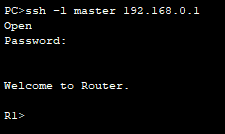 PC>ssh -l master 192.168.0.1
Open
Password:
Welcome to Router.
R1>